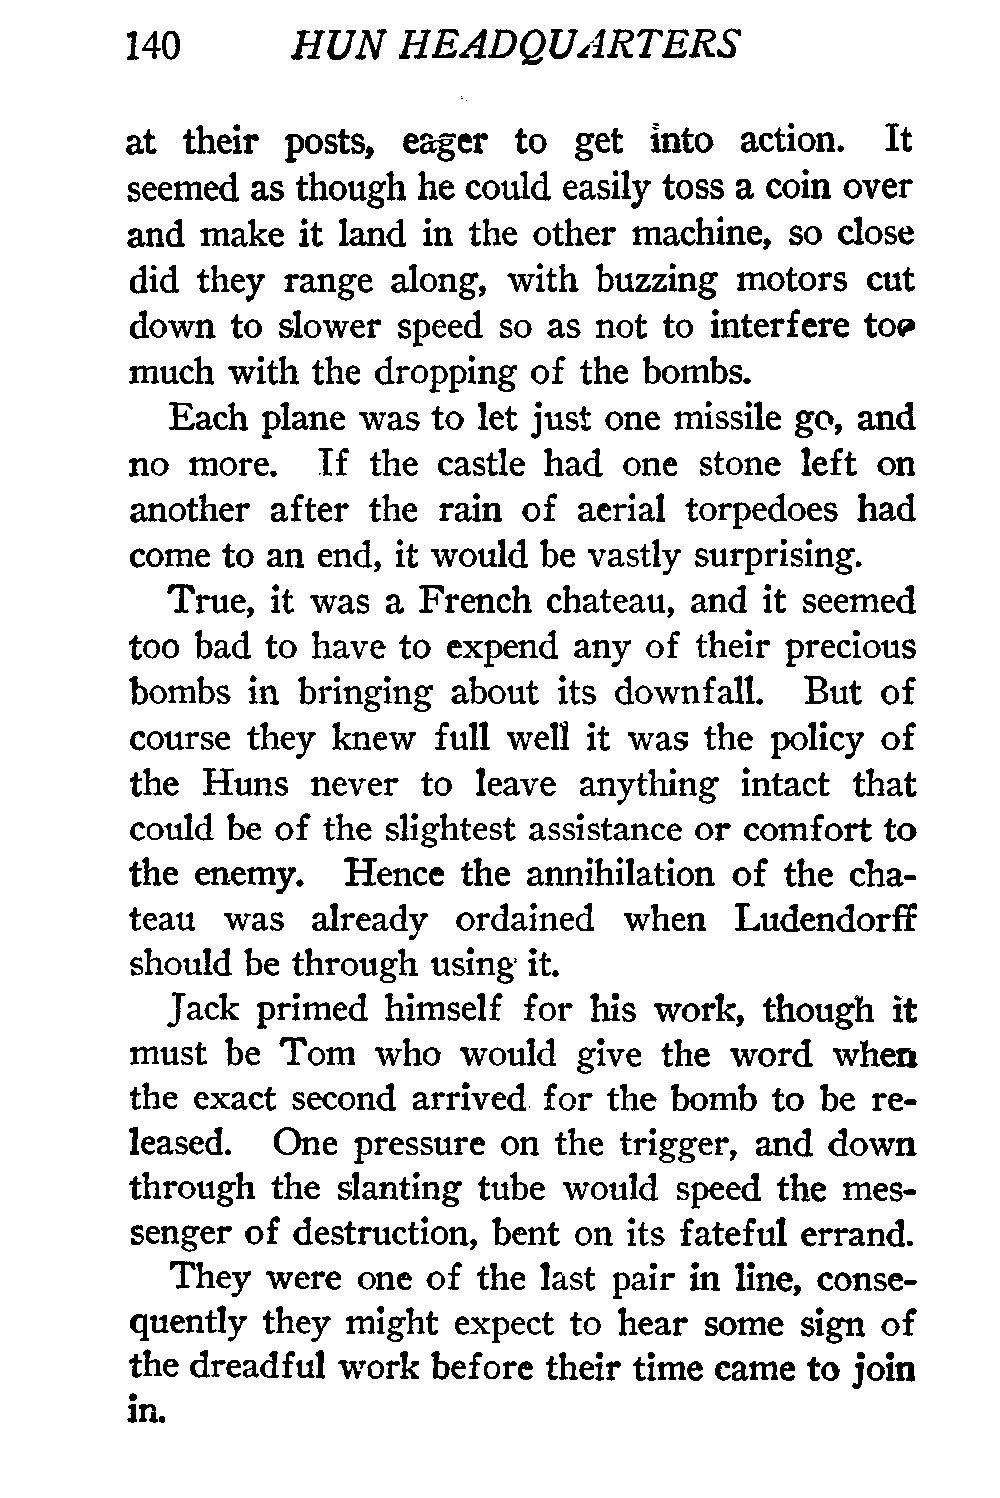 140 HUN HEADQUARTERS
at their posts, eager to get into action. It
seemed as though he could easily toss a coin over
and make it land in the other machine, so close
did they range along, with buzzing motors cut
down to slower speed so as not to interfere too
much with the dropping of the bombs.
Each plane was to let just one missile go, and
no more. If the castle had one stone left on
another after the rain of aerial torpedoes had
come to an end, it would be vastly surprising.
True, it was a French chateau, and it seemed
too bad to have to expend any of their precious
bombs in bringing about its downfall. But of
course they knew full well it was the policy of
the Huns never to leave anything intact that
could be of the slightest assistance or comfort to
the enemy. Hence the annihilation of the cha-
teau was already ordained when Ludendorff
should be through using it.
Jack primed himself for his work, though it
must be Tom who would give the word when
the exact second arrived for the bomb to be re-
leased. One pressure on the trigger, and down
through the slanting tube would speed the mes-
senger of destruction, bent on its fateful errand.
They were one of the last pair in line, conse-
quently they might expect to hear some sign of
the dreadful work before their time came to join
in.